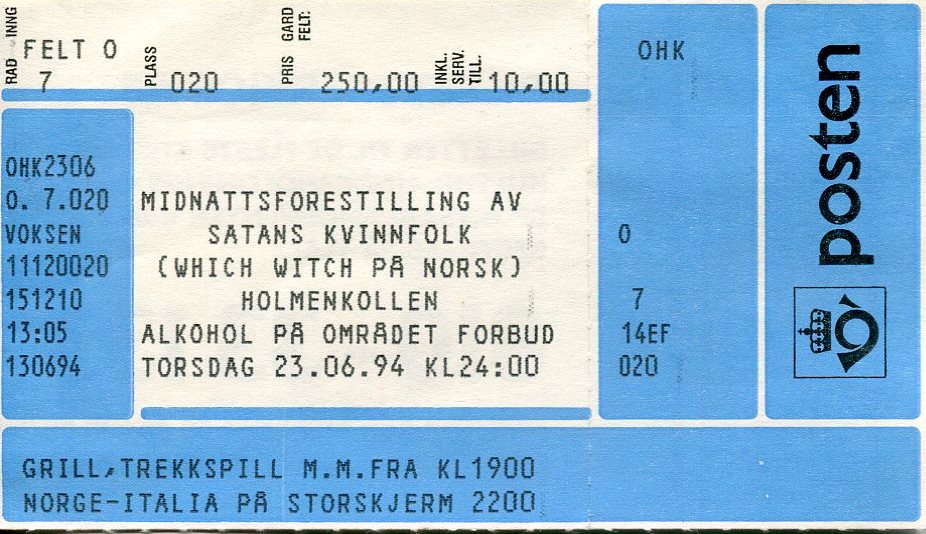 RAD INNG FELT O
7
PLASS 020
PRIS GARD FELT: 250,00
INKL. SERV. TILL. 10,00
OHK2306
O. 7.020
VOKSEN
11120020
151210
13:05
130694
MIDNATTSFORESTILLING AV
SATANS KVINNFOLK
(WHICH WITCH PÅ NORSK)
HOLMENKOLLEN
ALKOHOL PÅ OMRÅDET FORBUD
TORSDAG 23.06.94 KL24:00
OHK
O
7
14EF
020
posten
GRILL,TREKKSPILL M.M.FRA KL1900
NORGE-ITALIA PÅ STORSKJERM 2200